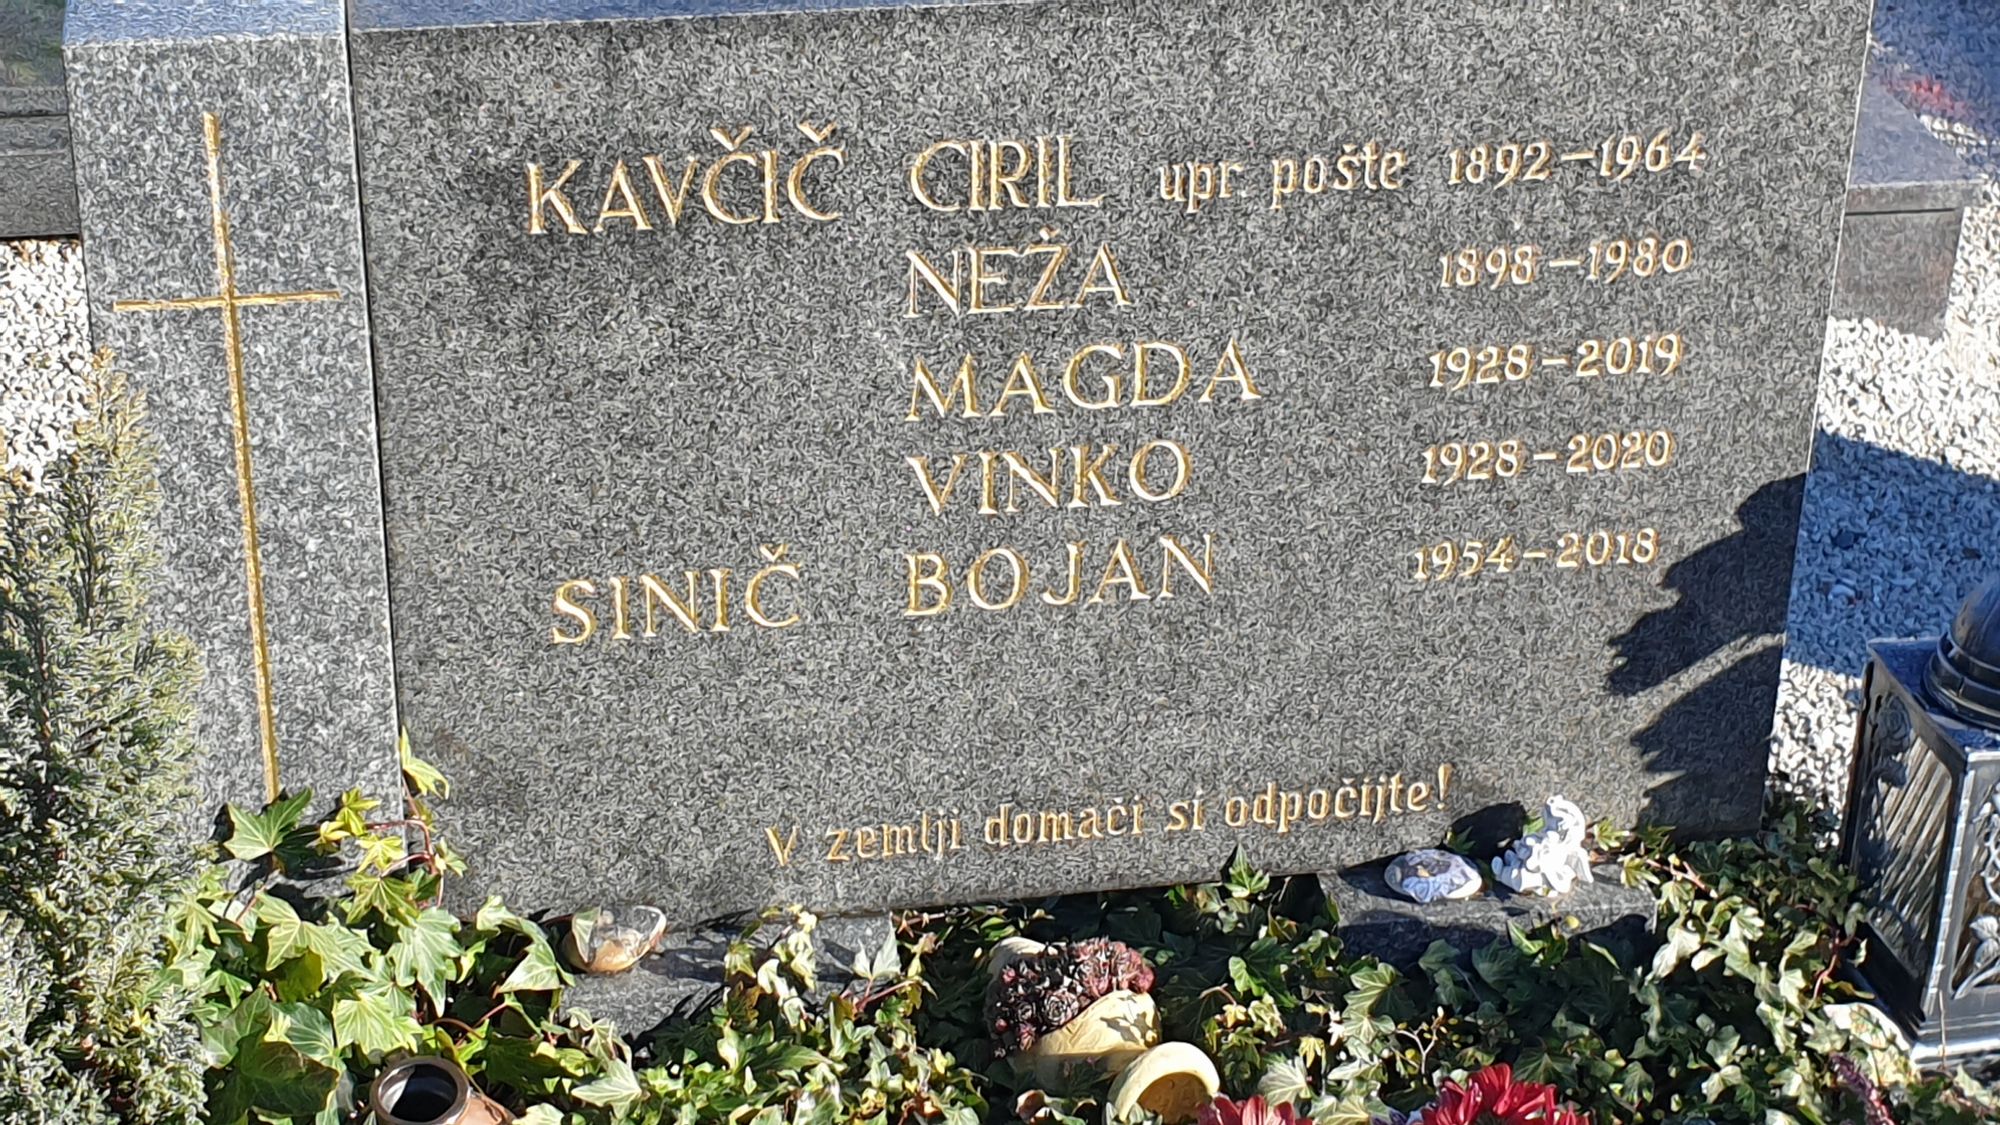 KAVČIČ CIRIL upr. pošte 1892-1964
NEŽA 1898-1980
MAGDA 1928-2019
VINKO 1928-2020
SINIČ BOJAN 1954-2018
V zemlji domači si odpočijte!